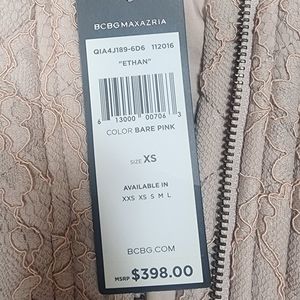 BCBGMAXAZRIA
QIA4J189-6D6 112016
"ETHAN"
6 13000 00706 3
COLOR BARE PINK
SIZE XS
AVAILABLE IN
XXS XS S M L
BCBG.COM
MSRP $398.00